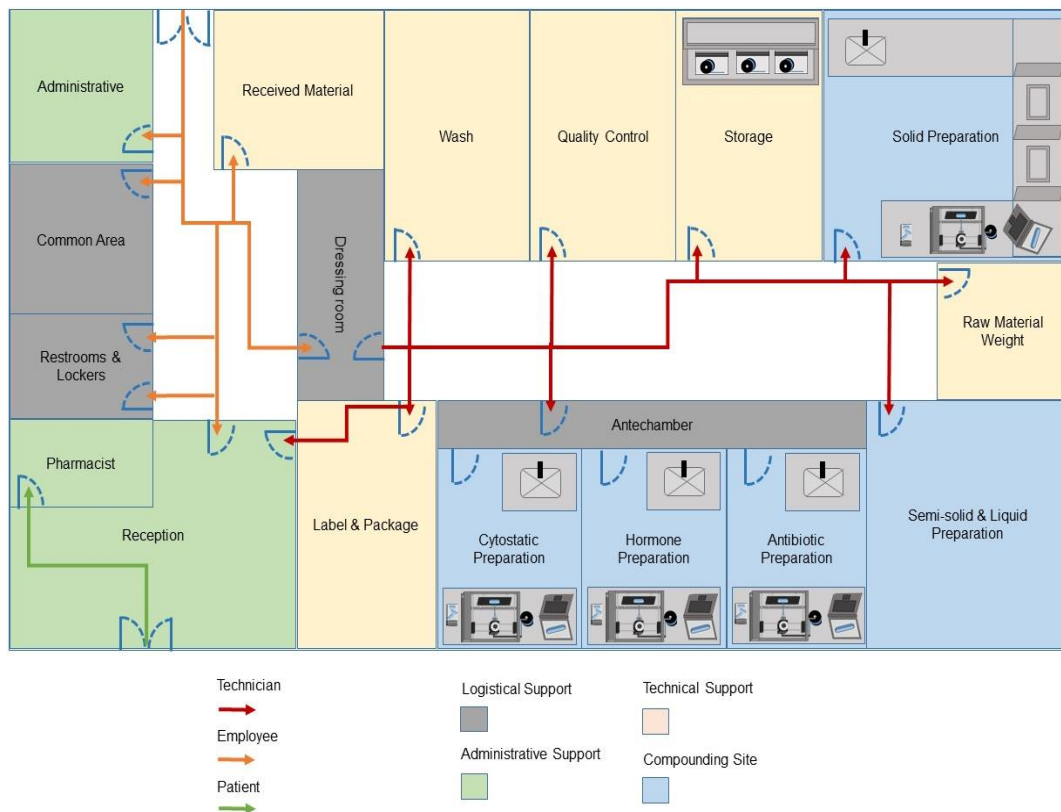 Administrative
Received Material
Wash
Quality Control
Storage
Solid Preparation
Common Area
Dressing room
Restrooms &
Lockers
Raw Material
Weight
Pharmacist
Antechamber
Reception
Label & Package
Cytostatic
Preparation
Hormone
Preparation
Antibiotic
Preparation
Semi-solid & Liquid
Preparation
Technician
Logistical Support
Technical Support
Employee
Administrative Support
Compounding Site
Patient